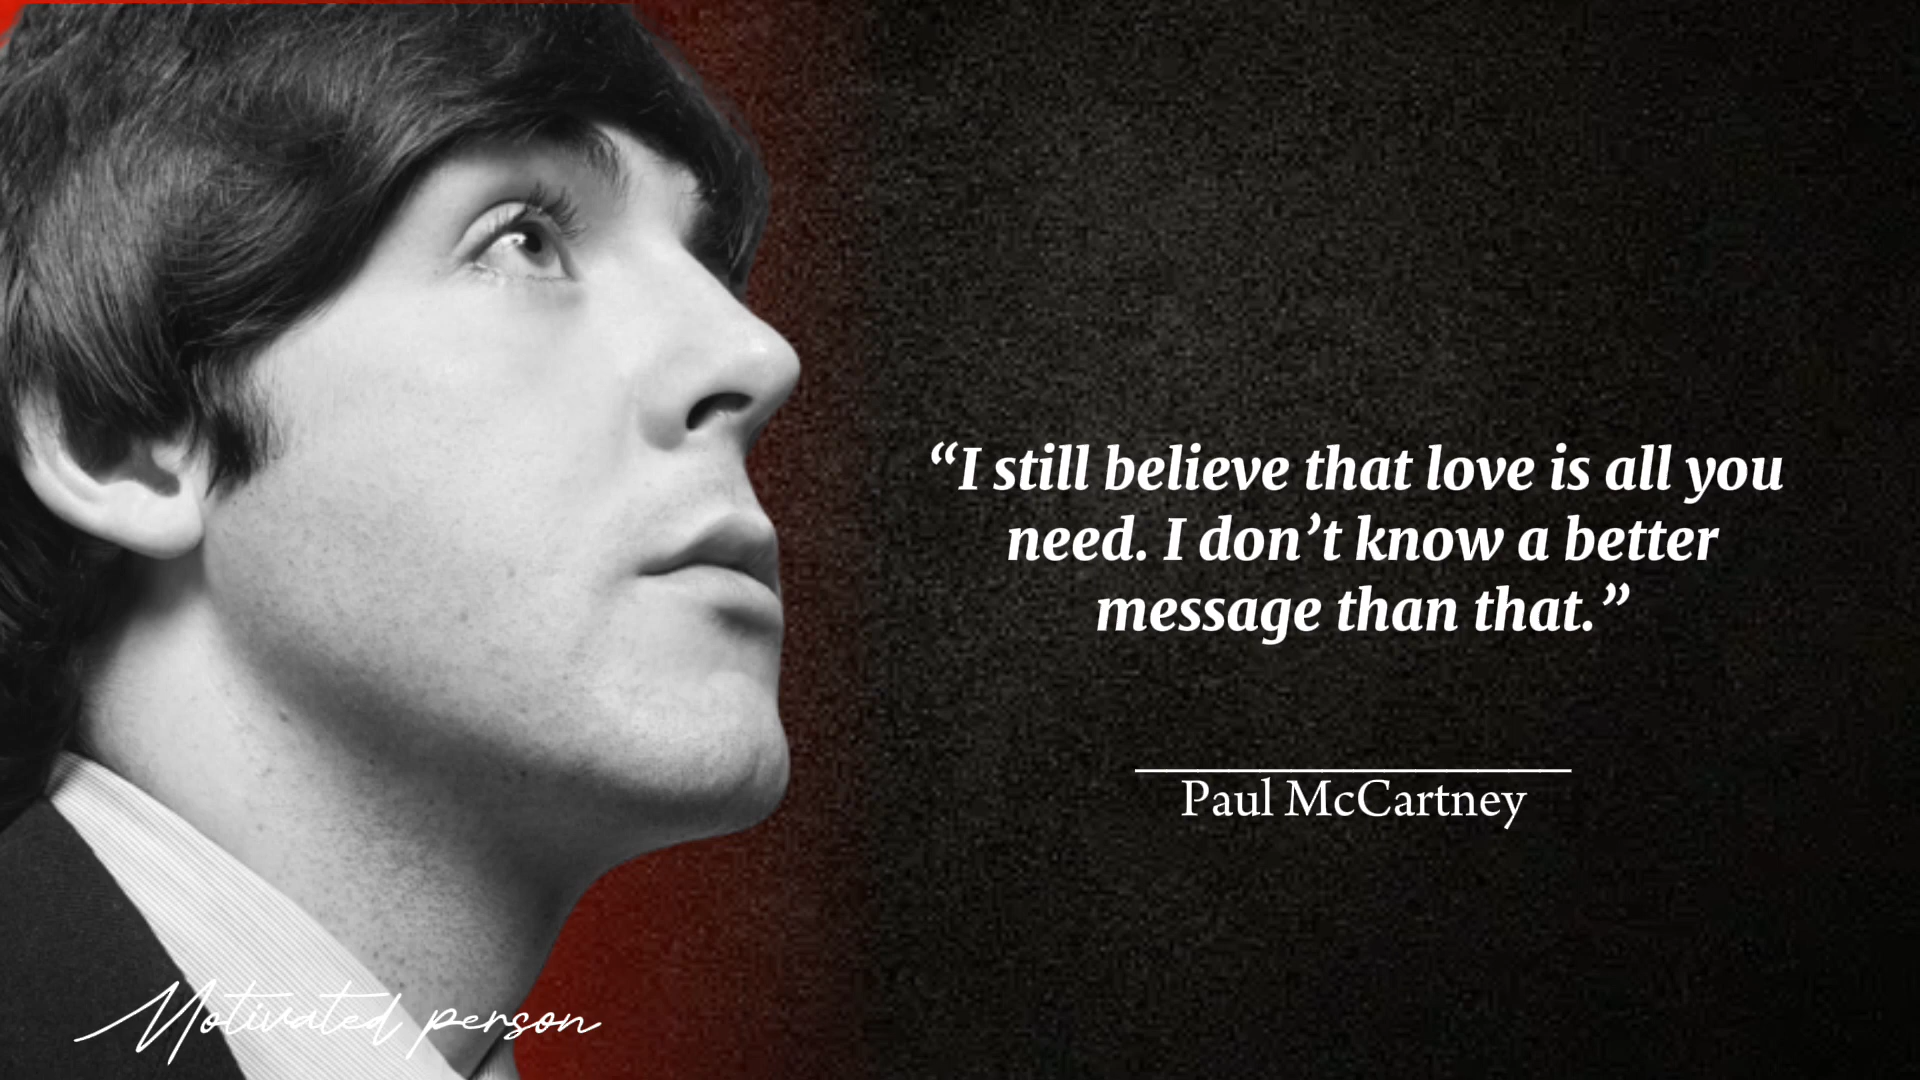 “I still believe that love is all you
need. I don’t know a better
message than that.”
Paul McCartney
Motivated person